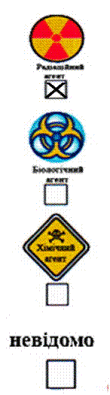 Радіаційний
агент
Біологічний
агент
Хімічний
агент
невідомо